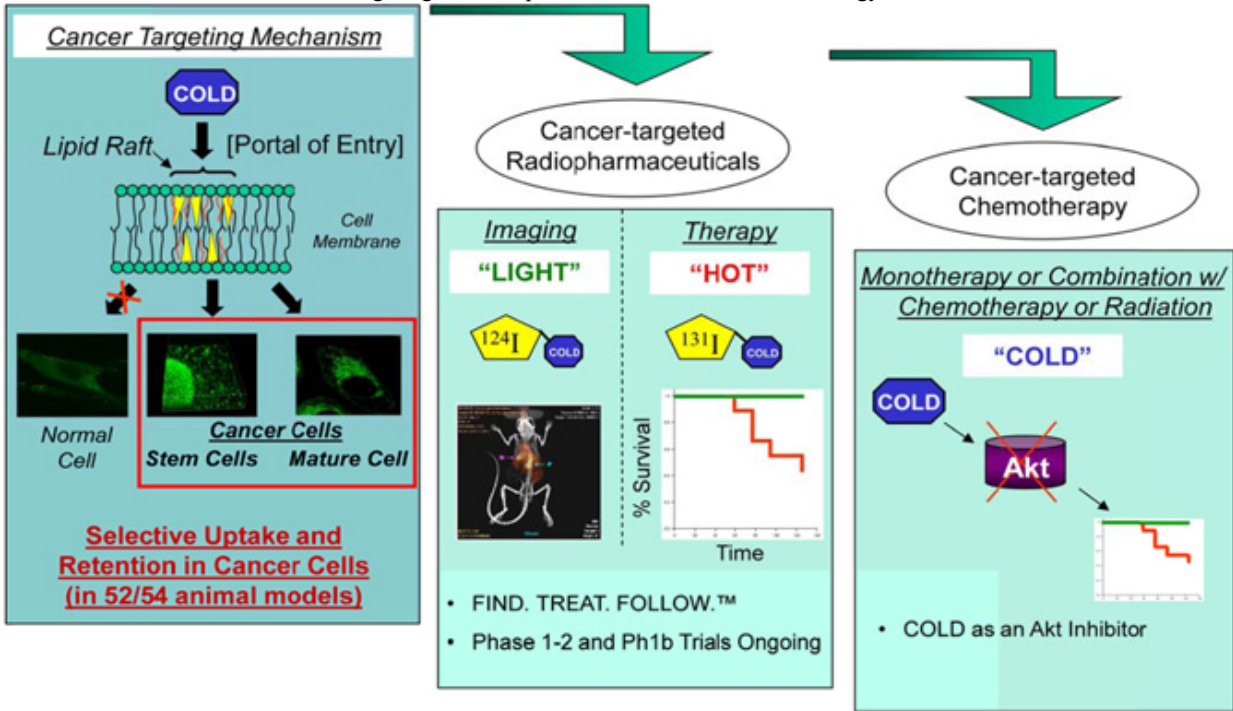 Cancer Targeting Mechanism
COLD
Lipid Raft
[Portal of Entry]
Cell
Membrane
Normal
Cell
Cancer Cells
Stem Cells
Mature Cell
Selective Uptake and
Retention in Cancer Cells
(in 52/54 animal models)
Cancer-targeted
Radiopharmaceuticals
Imaging
"LIGHT"
124I
COLD
Therapy
"HOT"
131I
COLD
% Survival
Time
• FIND. TREAT. FOLLOW.™
• Phase 1-2 and Ph1b Trials Ongoing
Cancer-targeted
Chemotherapy
Monotherapy or Combination w/
Chemotherapy or Radiation
"COLD"
COLD
Akt
• COLD as an Akt Inhibitor